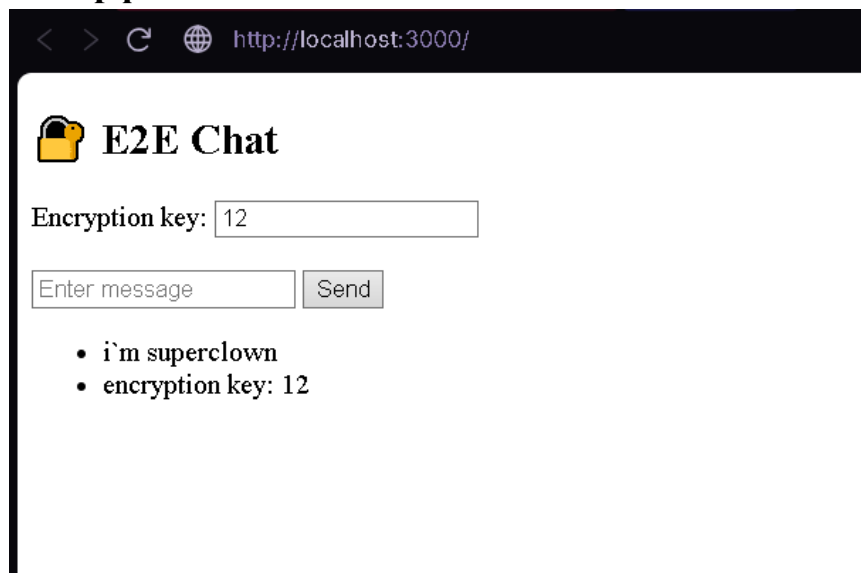 http://localhost:3000/
E2E Chat
Encryption key: 12
Enter message Send
i`m superclown
encryption key: 12